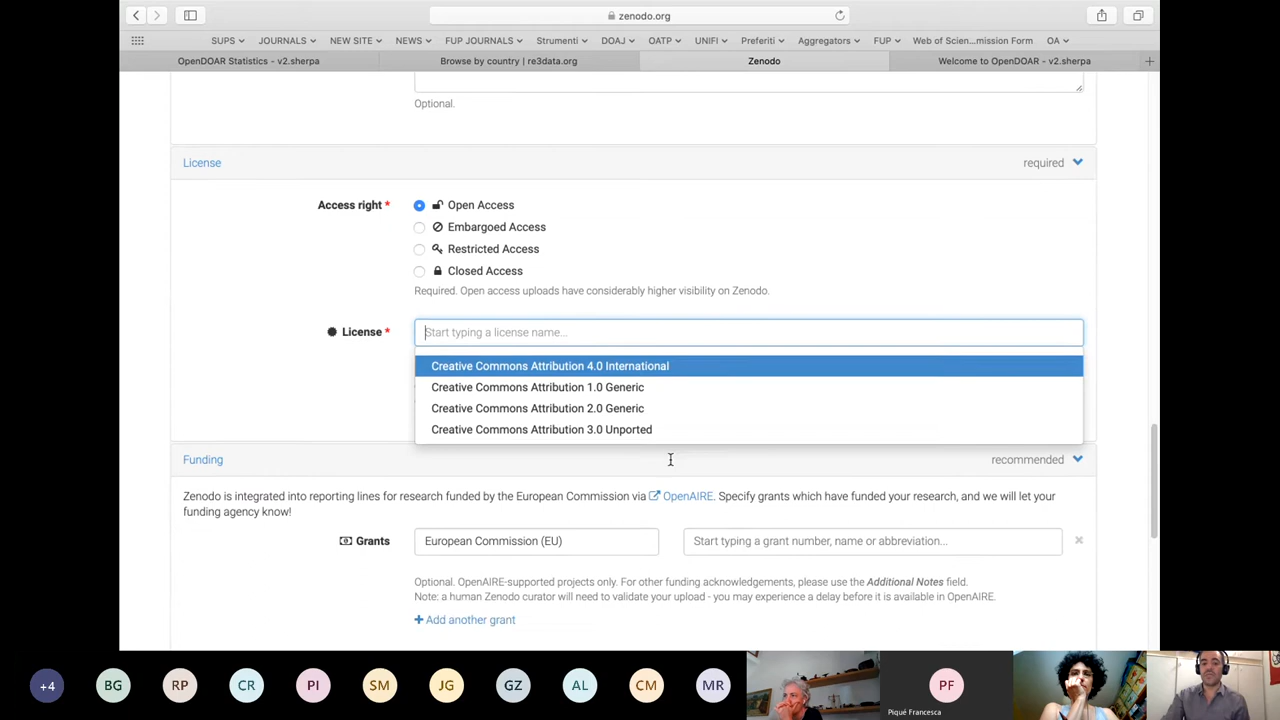 zenodo.org
SUPS JOURNALS NEW SITE NEWS FUP JOURNALS Strumenti DOAJ OATP UNIFI Preferiti Aggregators FUP Web of Scien...mission Form OA
OpenDOAR Statistics - v2.sherpa
Browse by country | re3data.org
Zenodo
Welcome to OpenDOAR - v2.sherpa
Optional.
License
required
Access right *
Open Access
Embargoed Access
Restricted Access
Closed Access
Required. Open access uploads have considerably higher visibility on Zenodo.
License *
Start typing a license name...
Creative Commons Attribution 4.0 International
Creative Commons Attribution 1.0 Generic
Creative Commons Attribution 2.0 Generic
Creative Commons Attribution 3.0 Unported
Funding
recommended
Zenodo is integrated into reporting lines for research funded by the European Commission via OpenAIRE. Specify grants which have funded your research, and we will let your
funding agency know!
Grants
European Commission (EU)
Start typing a grant number, name or abbreviation...
Optional. OpenAIRE-supported projects only. For other funding acknowledgements, please use the Additional Notes field.
Note: a human Zenodo curator will need to validate your upload - you may experience a delay before it is available in OpenAIRE.
Add another grant
+4 BG RP CR PI SM JG GZ AL CM MR PF
Piqué Francesca